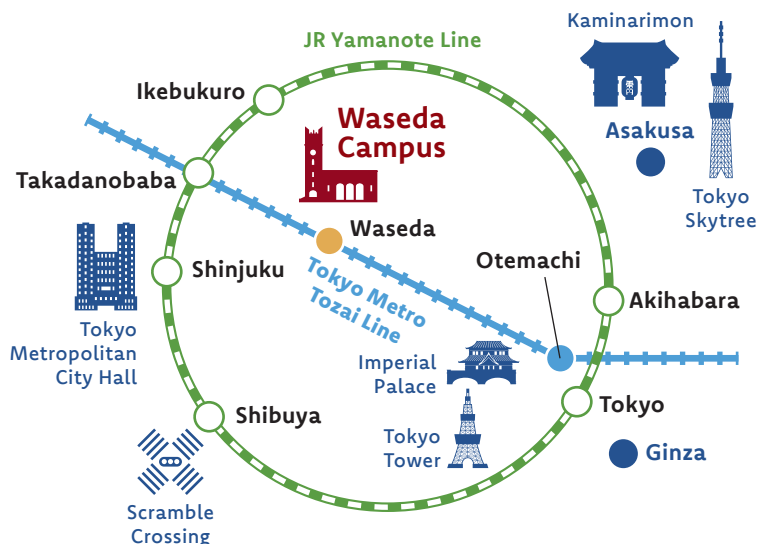 JR Yamanote Line
Kaminarimon
Ikebukuro
Waseda
Campus
Asakusa
Takadanobaba
Tokyo
Skytree
Waseda
Shinjuku
Otemachi
Tokyo Metro
Tozai Line
Akihabara
Tokyo
Metropolitan
City Hall
Imperial
Palace
Shibuya
Tokyo
Tokyo
Tower
Ginza
Scramble
Crossing